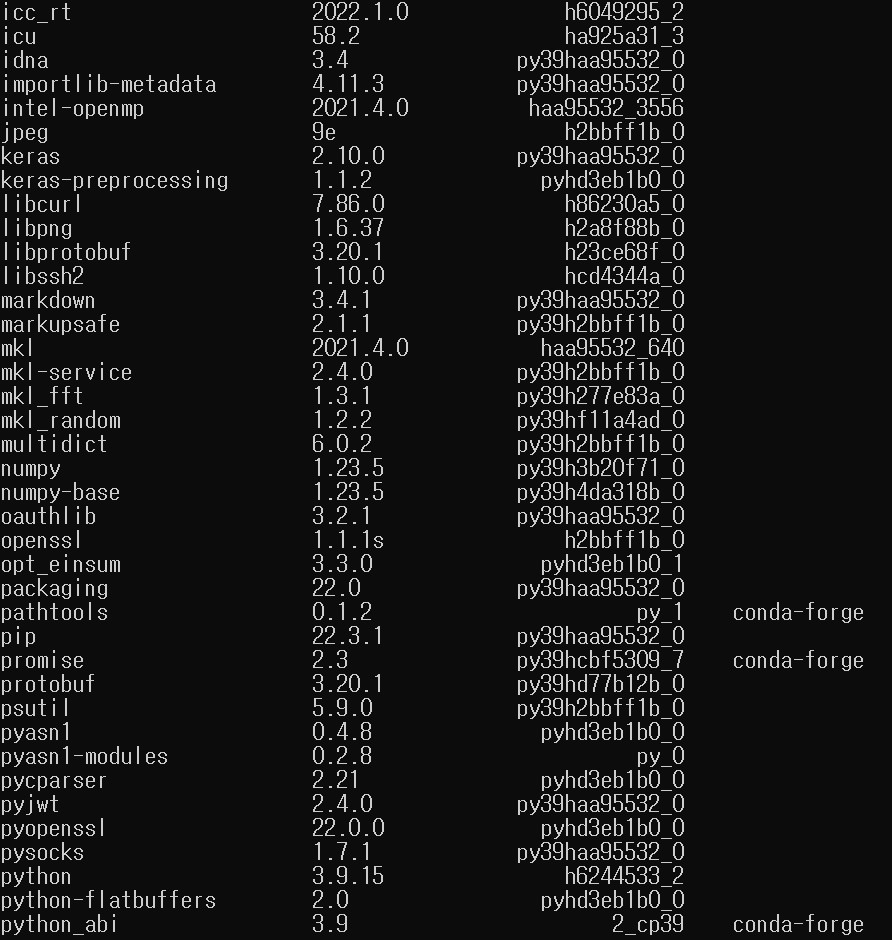 icc_rt 2022.1.0 h6049295_2
icu 58.2 ha925a31_3
idna 3.4 py39haa95532_0
importlib-metadata 4.11.3 py39haa95532_0
intel-openmp 2021.4.0 haa95532_3556
jpeg 9e h2bbff1b_0
keras 2.10.0 py39haa95532_0
keras-preprocessing 1.1.2 pyhd3eb1b0_0
libcurl 7.86.0 h86230a5_0
libpng 1.6.37 h2a8f88b_0
libprotobuf 3.20.1 h23ce68f_0
libssh2 1.10.0 hcd4344a_0
markdown 3.4.1 py39haa95532_0
markupsafe 2.1.1 py39h2bbff1b_0
mkl 2021.4.0 haa95532_640
mkl-service 2.4.0 py39h2bbff1b_0
mkl_fft 1.3.1 py39h277e83a_0
mkl_random 1.2.2 py39hf11a4ad_0
multidict 6.0.2 py39h2bbff1b_0
numpy 1.23.5 py39h3b20f71_0
numpy-base 1.23.5 py39h4da318b_0
oauthlib 3.2.1 py39haa95532_0
openssl 1.1.1s h2bbff1b_0
opt_einsum 3.3.0 pyhd3eb1b0_1
packaging 22.0 py39haa95532_0
pathtools 0.1.2 py_1 conda-forge
pip 22.3.1 py39haa95532_0
promise 2.3 py39hcbf5309_7 conda-forge
protobuf 3.20.1 py39hd77b12b_0
psutil 5.9.0 py39h2bbff1b_0
pyasn1 0.4.8 pyhd3eb1b0_0
pyasn1-modules 0.2.8 py_0
pycparser 2.21 pyhd3eb1b0_0
pyjwt 2.4.0 py39haa95532_0
pyopenssl 22.0.0 pyhd3eb1b0_0
pysocks 1.7.1 py39haa95532_0
python 3.9.15 h6244533_2
python-flatbuffers 2.0 pyhd3eb1b0_0
python_abi 3.9 2_cp39 conda-forge